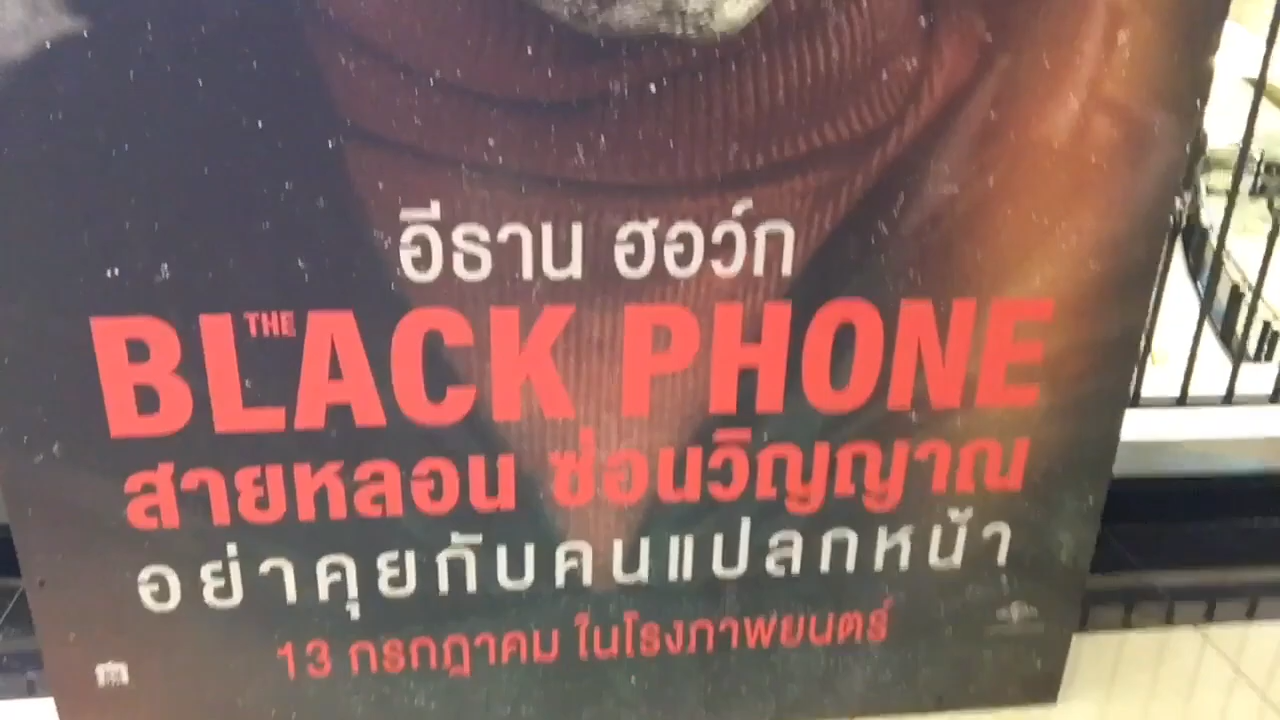 อีธาน ฮอว์ก
THE
BLACK PHONE
สายหลอน ซ่อนวิญญาณ
อย่าคุยกับคนแปลกหน้า
13 กรกฎาคม ในโรงภาพยนตร์